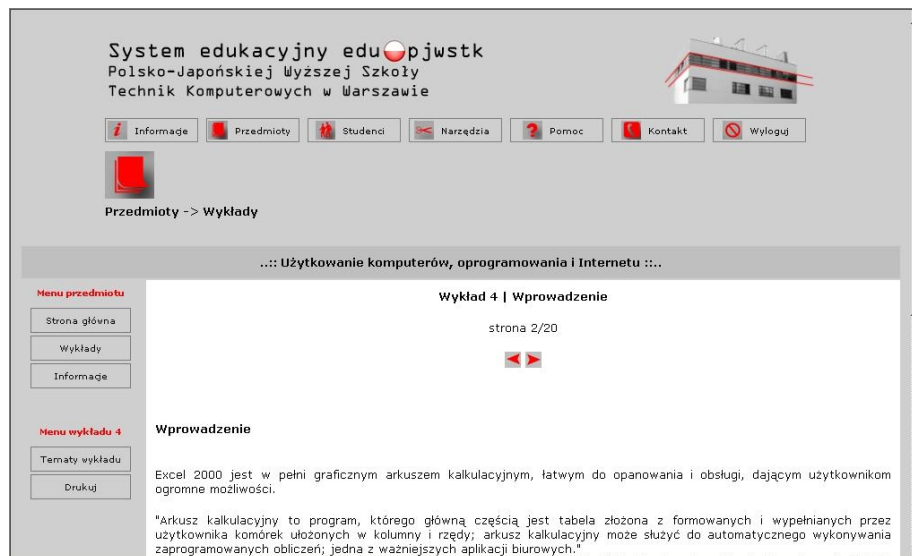 System edukacyjny edu pjwstk
Polsko-Japońskiej Wyższej Szkoły
Technik Komputerowych w Warszawie
Informacje Przedmioty Studenci Narzędzia Pomoc Kontakt Wyloguj
Przedmioty -> Wykłady
..:: Użytkowanie komputerów, oprogramowania i Internetu ::..
Menu przedmiotu
Strona główna
Wykłady
Informacje
Menu wykładu 4
Tematy wykładu
Drukuj
Wykład 4 | Wprowadzenie
strona 2/20
Wprowadzenie
Excel 2000 jest w pełni graficznym arkuszem kalkulacyjnym, łatwym do opanowania i obsługi, dającym użytkownikom
ogromne możliwości.
"Arkusz kalkulacyjny to program, którego główną częścią jest tabela złożona z formowanych i wypełnianych przez
użytkownika komórek ułożonych w kolumny i rzędy; arkusz kalkulacyjny może służyć do automatycznego wykonywania
zaprogramowanych obliczeń; jedna z ważniejszych aplikacji biurowych."